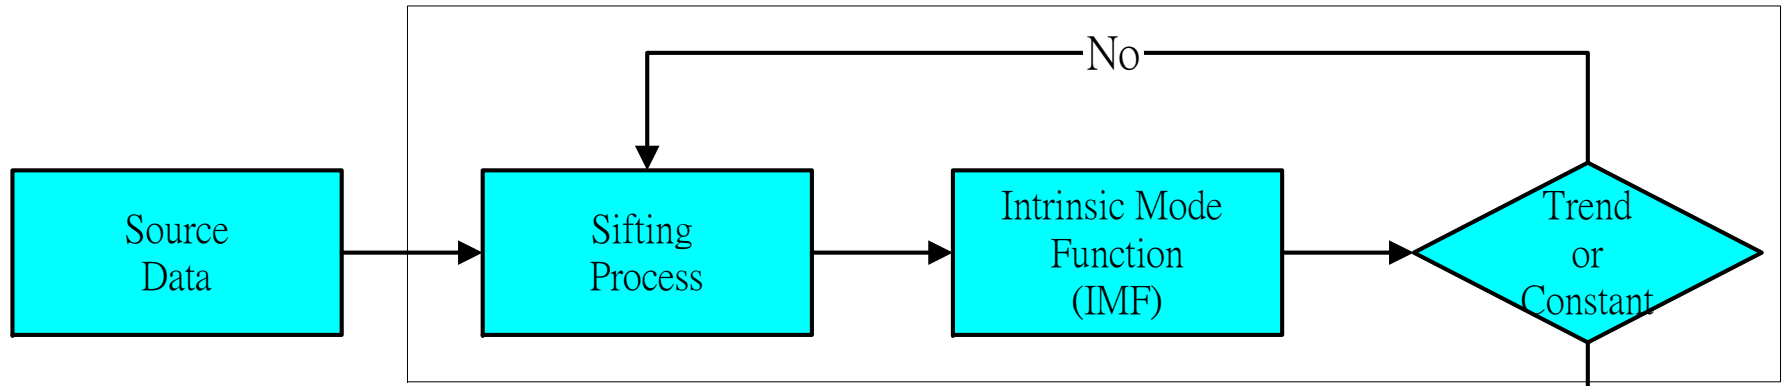 No
Source
Data
Sifting
Process
Intrinsic Mode
Function
(IMF)
Trend
or
Constant